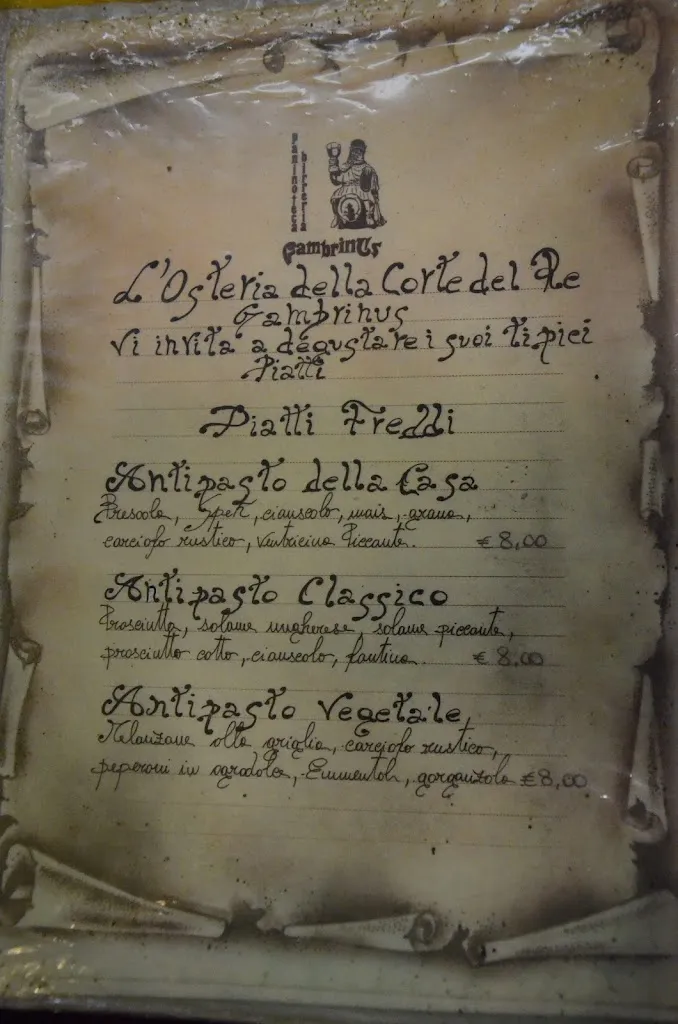 paninoteca
birreria
GambrinUs
L'Osteria della Corte del Re
Gambrinus
Vi invita a degustare i suoi tipici
Piatti
Piatti Freddi
Antipasto della Casa
Bresaola, Speck, ciauscolo, mais, grana,
carciofo rustico, Ventricina Piccante. € 8,00
Antipasto Classico
Prosciutto, salame ungherese, salame piccante,
prosciutto cotto, ciauscolo, fantina. € 8,00
Antipasto Vegetale
Melanzane alla griglia, carciofo rustico,
peperoni in agrodolce, Emmenthal, gorgonzola € 8,00